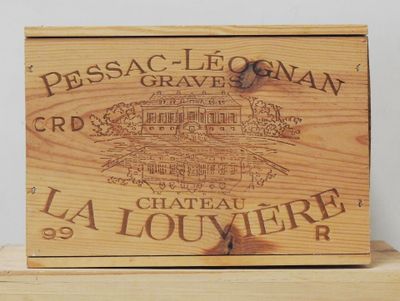 PESSAC-LÉOGNAN
GRAVES
CRD
CHATEAU
LA LOUVIÈRE
99 R